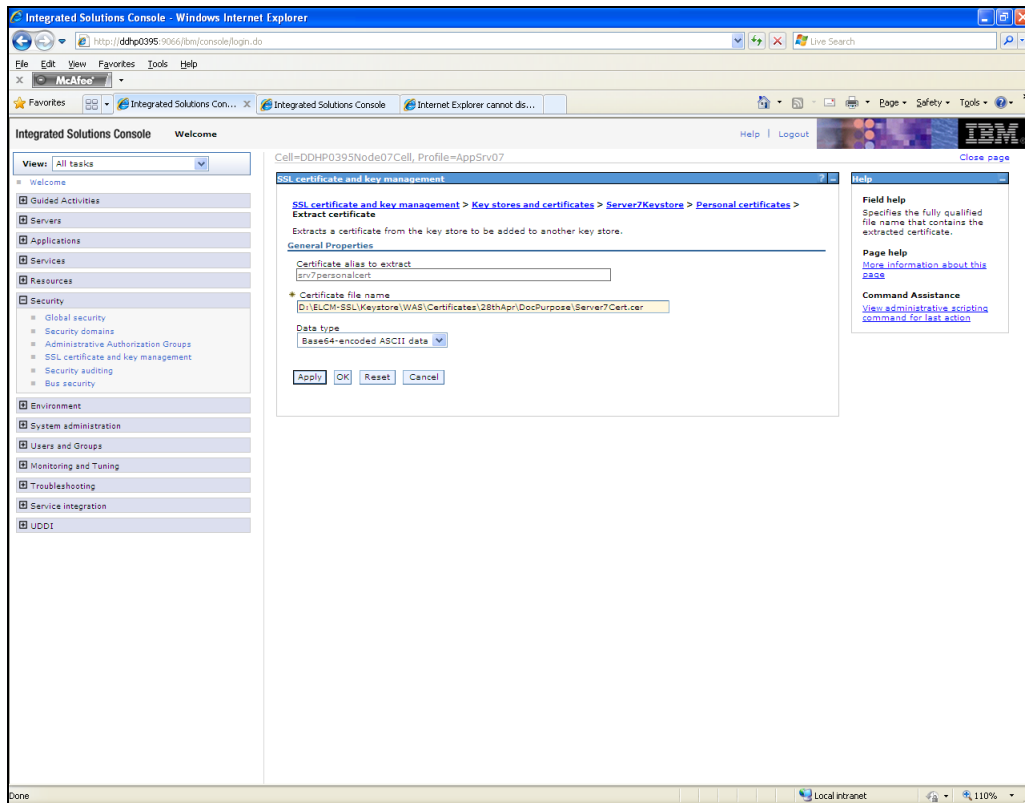 Integrated Solutions Console - Windows Internet Explorer
http://ddhp0395:9066/ibm/console/login.do
Live Search
File Edit View Favorites Tools Help
McAfee
Favorites
Integrated Solutions Con...
Integrated Solutions Console
Internet Explorer cannot dis...
Page Safety Tools
Integrated Solutions Console Welcome
Help | Logout
IBM.
View: All tasks
Cell=DDHP0395Node07Cell, Profile=AppSrv07
Close page
Welcome
Guided Activities
Servers
Applications
Services
Resources
Security
Global security
Security domains
Administrative Authorization Groups
SSL certificate and key management
Security auditing
Bus security
Environment
System administration
Users and Groups
Monitoring and Tuning
Troubleshooting
Service integration
UDDI
SSL certificate and key management ? -
SSL certificate and key management > Key stores and certificates > Server7Keystore > Personal certificates >
Extract certificate
Extracts a certificate from the key store to be added to another key store.
General Properties
Certificate alias to extract
srv7personalcert
* Certificate file name
D:\ELCM-SSL\Keystore\WAS\Certificates\28thApr\DocPurpose\Server7Cert.cer
Data type
Base64-encoded ASCII data
Apply OK Reset Cancel
Help -
Field help
Specifies the fully qualified
file name that contains the
extracted certificate.
Page help
More information about this
page
Command Assistance
View administrative scripting
command for last action
Done
Local intranet
110%